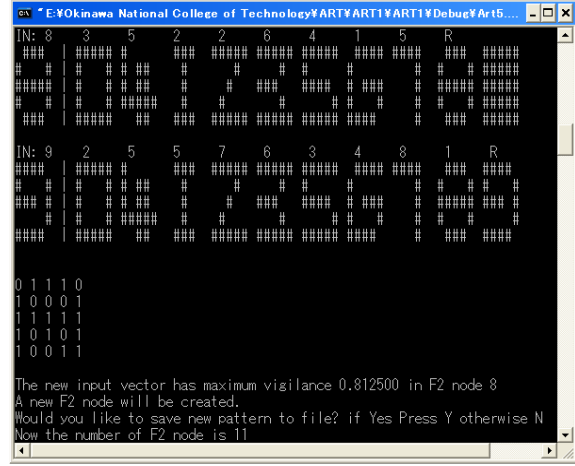 "E:¥Okinawa National College of Technology¥ART¥ART1¥ART1¥Debug¥Art5....
IN: 8 3 5 2 2 6 4 1 5 R
IN: 9 2 5 5 7 6 3 4 8 1 R
0 1 1 1 0
1 0 0 0 1
1 1 1 1 1
1 0 1 0 1
1 0 0 1 1
The new input vector has maximum vigilance 0.812500 in F2 node 8
A new F2 node will be created.
Would you like to save new pattern to file? if Yes Press Y otherwise N
Now the number of F2 node is 11